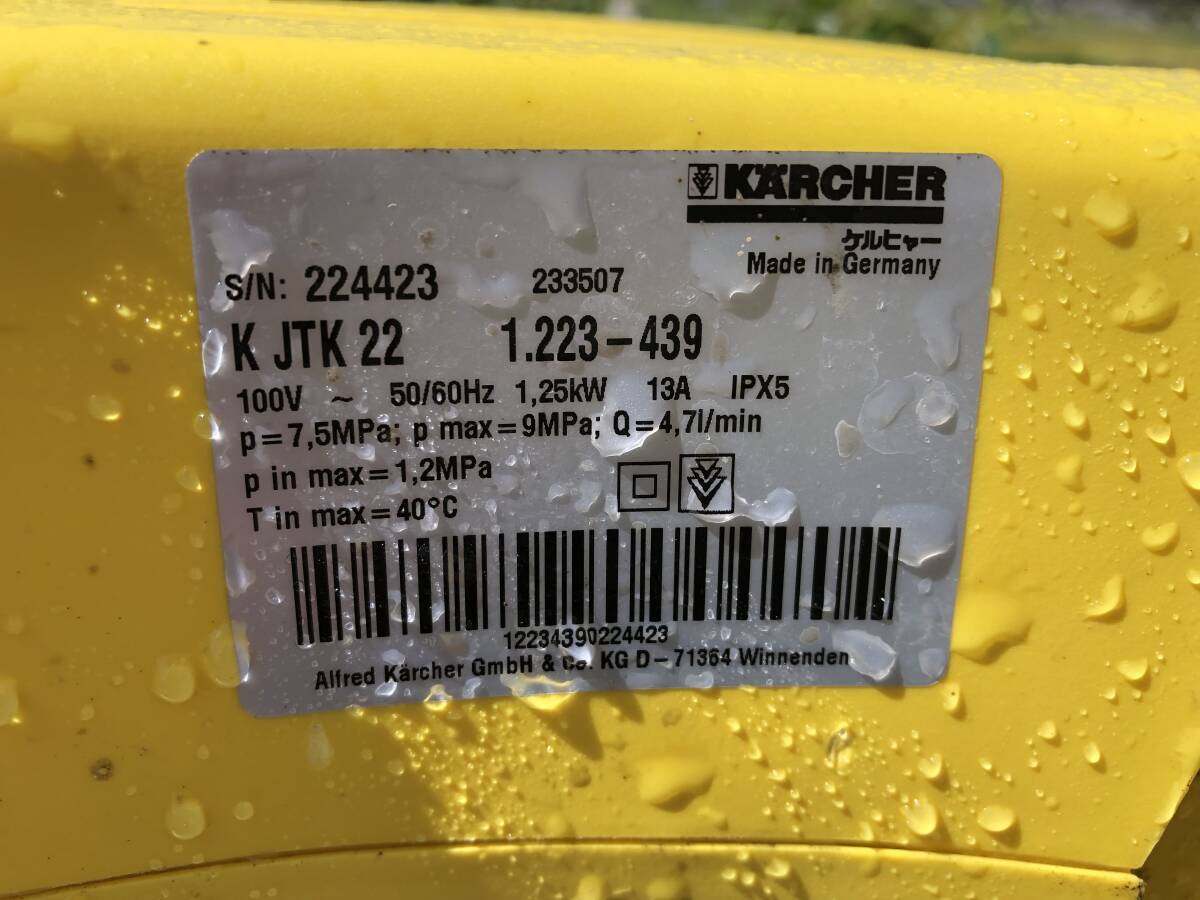 KÄRCHER
ケルヒャー
Made in Germany
S/N: 224423 233507
K JTK 22 1.223-439
100V ~ 50/60Hz 1,25kW 13A IPX5
p=7,5MPa; p max=9MPa; Q=4,7l/min
p in max=1,2MPa
T in max=40°C
12234390224423
Alfred Kärcher GmbH & Co. KG D-71364 Winnenden